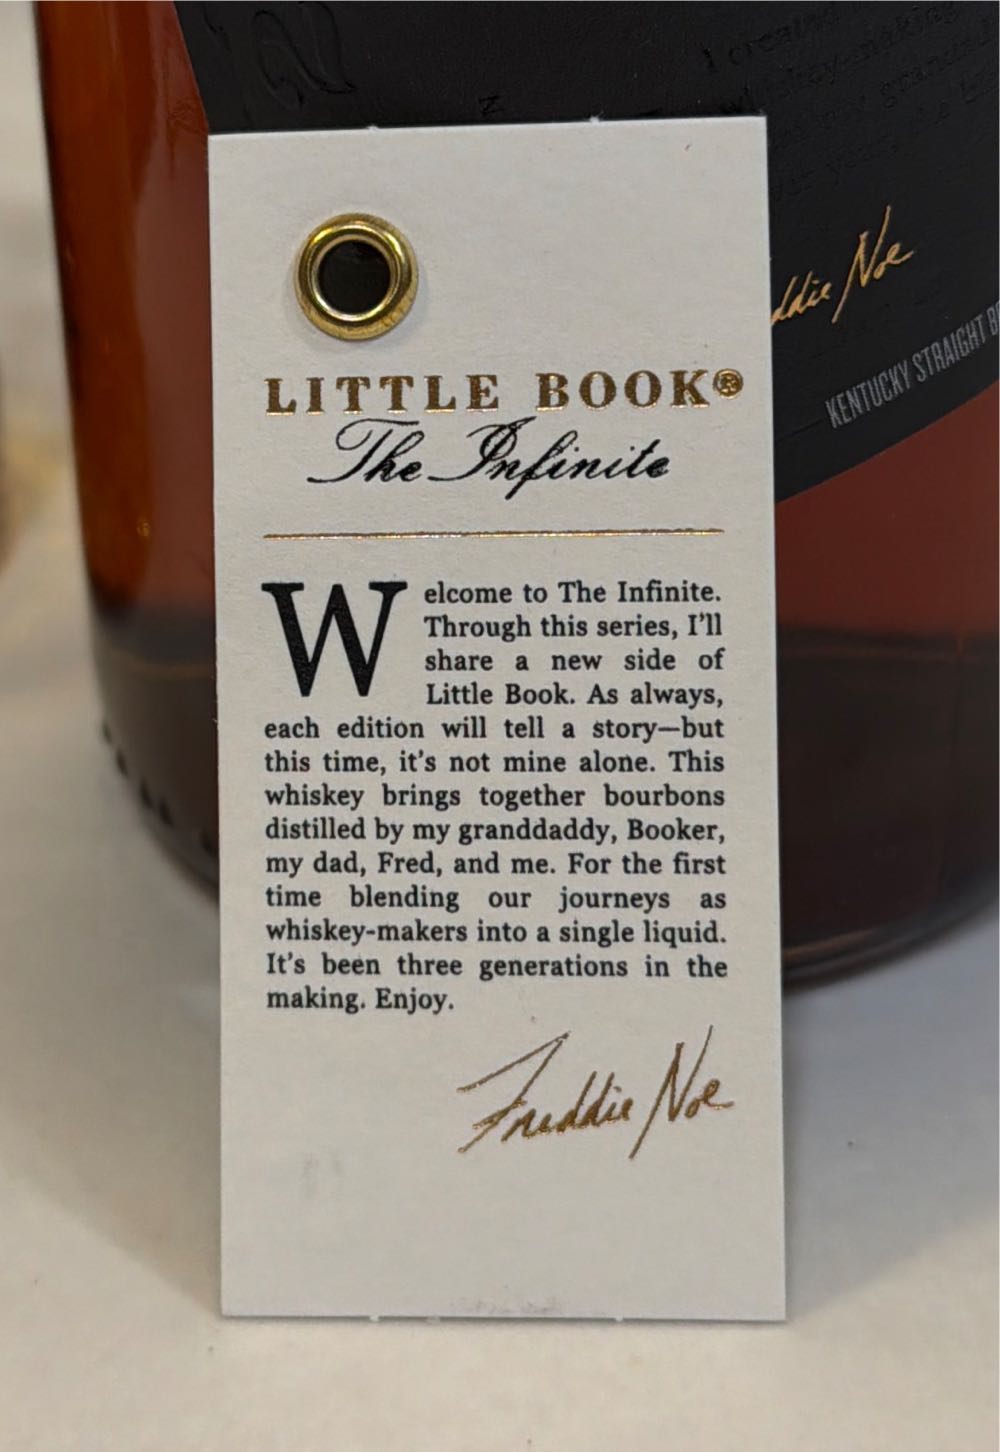 I created
LITTLE BOOK®
The Infinite
Welcome to The Infinite.
Through this series, I'll
share a new side of
Little Book. As always,
each edition will tell a story—but
this time, it's not mine alone. This
whiskey brings together bourbons
distilled by my granddaddy, Booker,
my dad, Fred, and me. For the first
time blending our journeys as
whiskey-makers into a single liquid.
It's been three generations in the
making. Enjoy.
Freddie Noe
ddie Noe
KENTUCKY STRAIGHT B